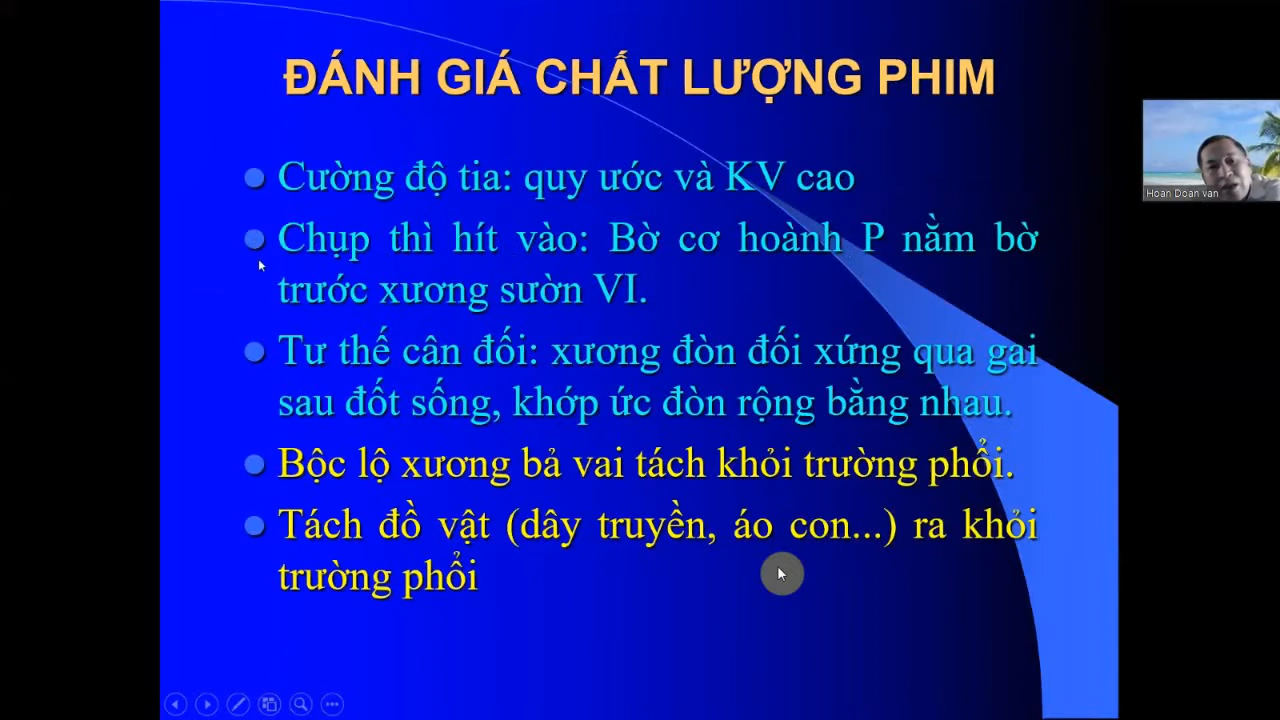 ĐÁNH GIÁ CHẤT LƯỢNG PHIM
Cường độ tia: quy ước và KV cao
Chụp thì hít vào: Bờ cơ hoành P nằm bờ
trước xương sườn VI.
Tư thế cân đối: xương đòn đối xứng qua gai
sau đốt sống, khớp ức đòn rộng bằng nhau.
Bộc lộ xương bả vai tách khỏi trường phổi.
Tách đồ vật (dây truyền, áo con...) ra khỏi
trường phổi
Hoan Doan van